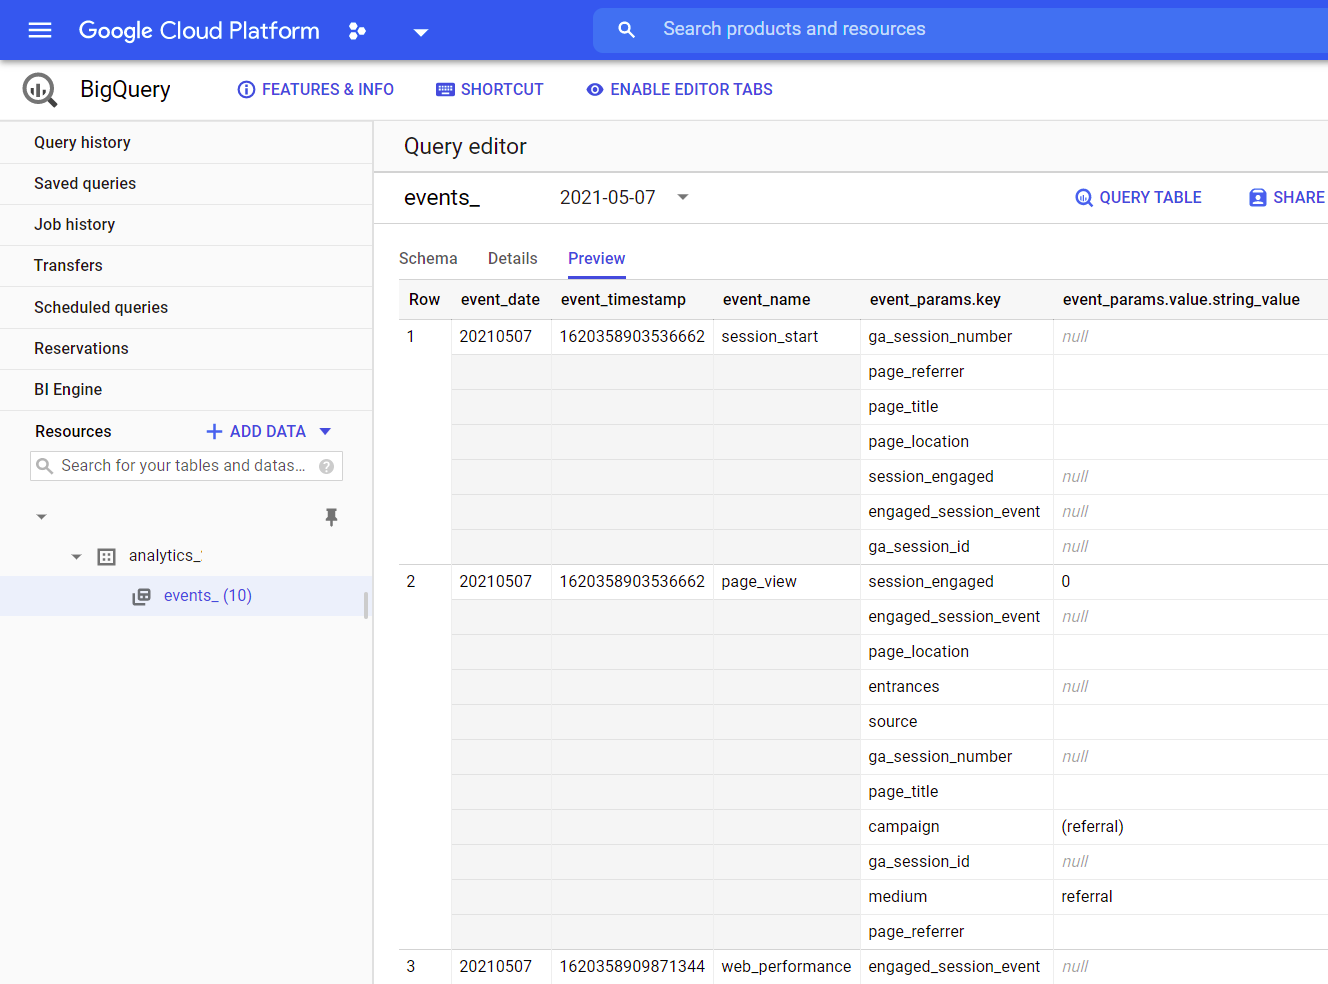 Google Cloud Platform
Search products and resources
BigQuery
FEATURES & INFO
SHORTCUT
ENABLE EDITOR TABS
Query history
Saved queries
Job history
Transfers
Scheduled queries
Reservations
BI Engine
Resources
ADD DATA
Search for your tables and datas...
analytics_
events_ (10)
Query editor
events_ 2021-05-07 QUERY TABLE SHARE
Schema Details Preview
Row event_date event_timestamp event_name event_params.key event_params.value.string_value
1 20210507 1620358903536662 session_start ga_session_number null
page_referrer
page_title
page_location
session_engaged null
engaged_session_event null
ga_session_id null
2 20210507 1620358903536662 page_view session_engaged 0
engaged_session_event null
page_location
entrances null
source
ga_session_number null
page_title
campaign (referral)
ga_session_id null
medium referral
page_referrer
3 20210507 1620358909871344 web_performance engaged_session_event null